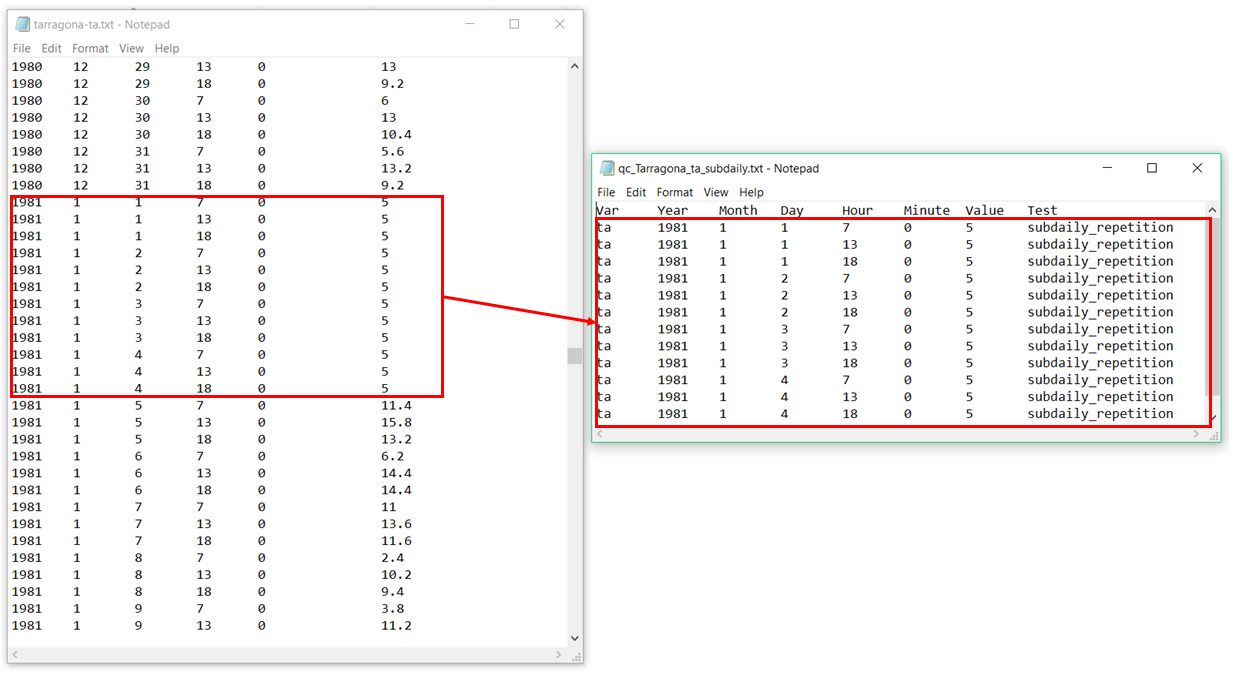 tarragona-ta.txt - Notepad
File Edit Format View Help
1980 12 29 13 0 13
1980 12 29 18 0 9.2
1980 12 30 7 0 6
1980 12 30 13 0 13
1980 12 30 18 0 10.4
1980 12 31 7 0 5.6
1980 12 31 13 0 13.2
1980 12 31 18 0 9.2
1981 1 1 7 0 5
1981 1 1 13 0 5
1981 1 1 18 0 5
1981 1 2 7 0 5
1981 1 2 13 0 5
1981 1 2 18 0 5
1981 1 3 7 0 5
1981 1 3 13 0 5
1981 1 3 18 0 5
1981 1 4 7 0 5
1981 1 4 13 0 5
1981 1 4 18 0 5
1981 1 5 7 0 11.4
1981 1 5 13 0 15.8
1981 1 5 18 0 13.2
1981 1 6 7 0 6.2
1981 1 6 13 0 14.4
1981 1 6 18 0 14.4
1981 1 7 7 0 11
1981 1 7 13 0 13.6
1981 1 7 18 0 11.6
1981 1 8 7 0 2.4
1981 1 8 13 0 10.2
1981 1 8 18 0 9.4
1981 1 9 7 0 3.8
1981 1 9 13 0 11.2
qc_Tarragona_ta_subdaily.txt - Notepad
File Edit Format View Help
Var Year Month Day Hour Minute Value Test
ta 1981 1 1 7 0 5 subdaily_repetition
ta 1981 1 1 13 0 5 subdaily_repetition
ta 1981 1 1 18 0 5 subdaily_repetition
ta 1981 1 2 7 0 5 subdaily_repetition
ta 1981 1 2 13 0 5 subdaily_repetition
ta 1981 1 2 18 0 5 subdaily_repetition
ta 1981 1 3 7 0 5 subdaily_repetition
ta 1981 1 3 13 0 5 subdaily_repetition
ta 1981 1 3 18 0 5 subdaily_repetition
ta 1981 1 4 7 0 5 subdaily_repetition
ta 1981 1 4 13 0 5 subdaily_repetition
ta 1981 1 4 18 0 5 subdaily_repetition